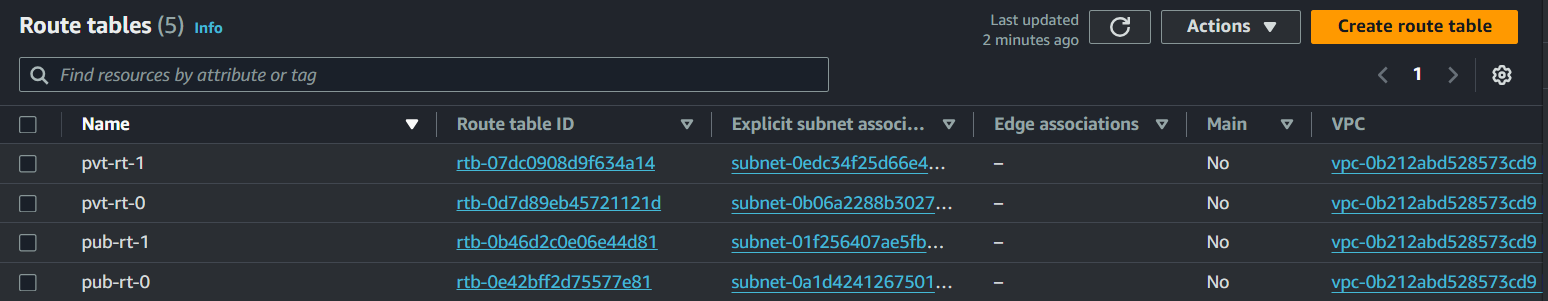 Route tables (5) Info
Last updated
2 minutes ago
Actions
Create route table
Find resources by attribute or tag
1
Name Route table ID Explicit subnet associ... Edge associations Main VPC
pvt-rt-1 rtb-07dc0908d9f634a14 subnet-0edc34f25d66e4... – No vpc-0b212abd528573cd9
pvt-rt-0 rtb-0d7d89eb45721121d subnet-0b06a2288b3027... – No vpc-0b212abd528573cd9
pub-rt-1 rtb-0b46d2c0e06e44d81 subnet-01f256407ae5fb... – No vpc-0b212abd528573cd9
pub-rt-0 rtb-0e42bff2d75577e81 subnet-0a1d4241267501... – No vpc-0b212abd528573cd9